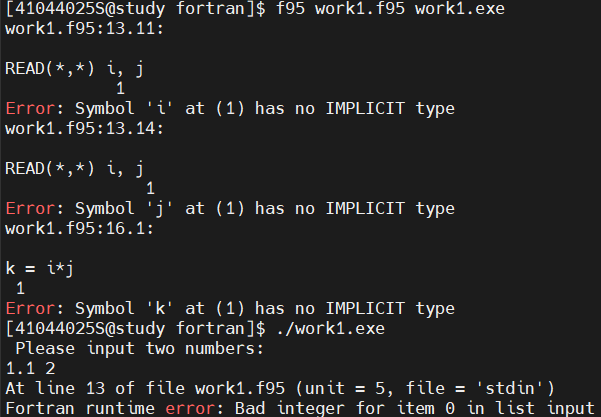 [41044025S@study fortran]$ f95 work1.f95 work1.exe
work1.f95:13.11:
READ(*,*) i, j
1
Error: Symbol 'i' at (1) has no IMPLICIT type
work1.f95:13.14:
READ(*,*) i, j
1
Error: Symbol 'j' at (1) has no IMPLICIT type
work1.f95:16.1:
k = i*j
1
Error: Symbol 'k' at (1) has no IMPLICIT type
[41044025S@study fortran]$ ./work1.exe
Please input two numbers:
1.1 2
At line 13 of file work1.f95 (unit = 5, file = 'stdin')
Fortran runtime error: Bad integer for item 0 in list input